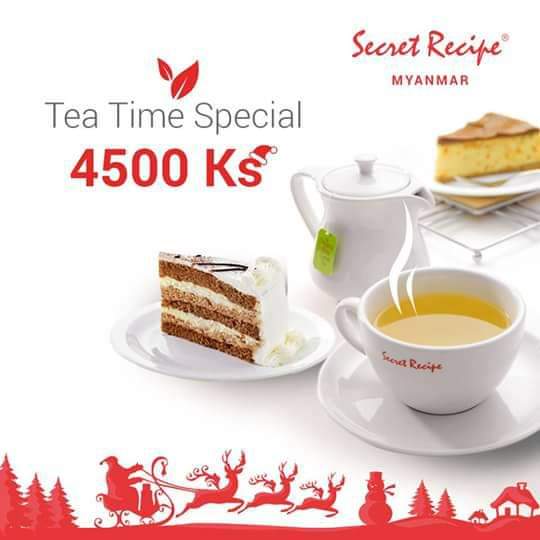 Secret Recipe®
MYANMAR
Tea Time Special
4500 Ks
Secret Recipe